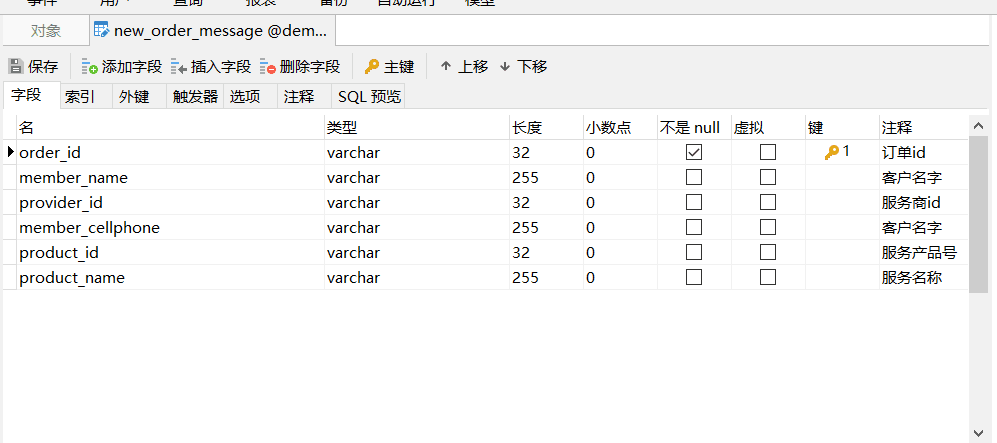 事件 用户 查询 报表 备份 自动运行 模型
对象 new_order_message @dem...
保存 添加字段 插入字段 删除字段 主键 上移 下移
字段 索引 外键 触发器 选项 注释 SQL 预览
名 类型 长度 小数点 不是 null 虚拟 键 注释
order_id varchar 32 0 1 订单id
member_name varchar 255 0 客户名字
provider_id varchar 32 0 服务商id
member_cellphone varchar 255 0 客户名字
product_id varchar 32 0 服务产品号
product_name varchar 255 0 服务名称